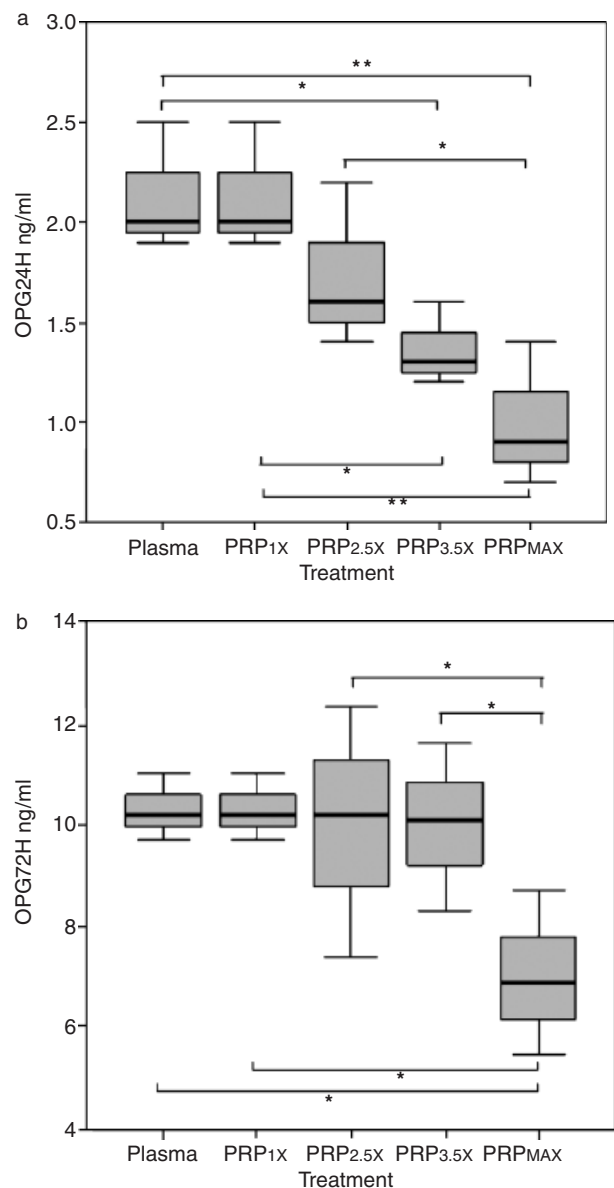 a
3.0
**
*
2.5
*
OPG24H ng/ml
2.0
1.5
1.0
*
**
0.5
Plasma PRP1X PRP2.5X PRP3.5X PRPMAX
Treatment
b
14
*
12
*
OPG72H ng/ml
10
8
6
*
*
4
Plasma PRP1X PRP2.5X PRP3.5X PRPMAX
Treatment